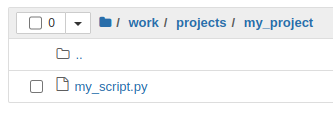 0 / work / projects / my_project
..
my_script.py